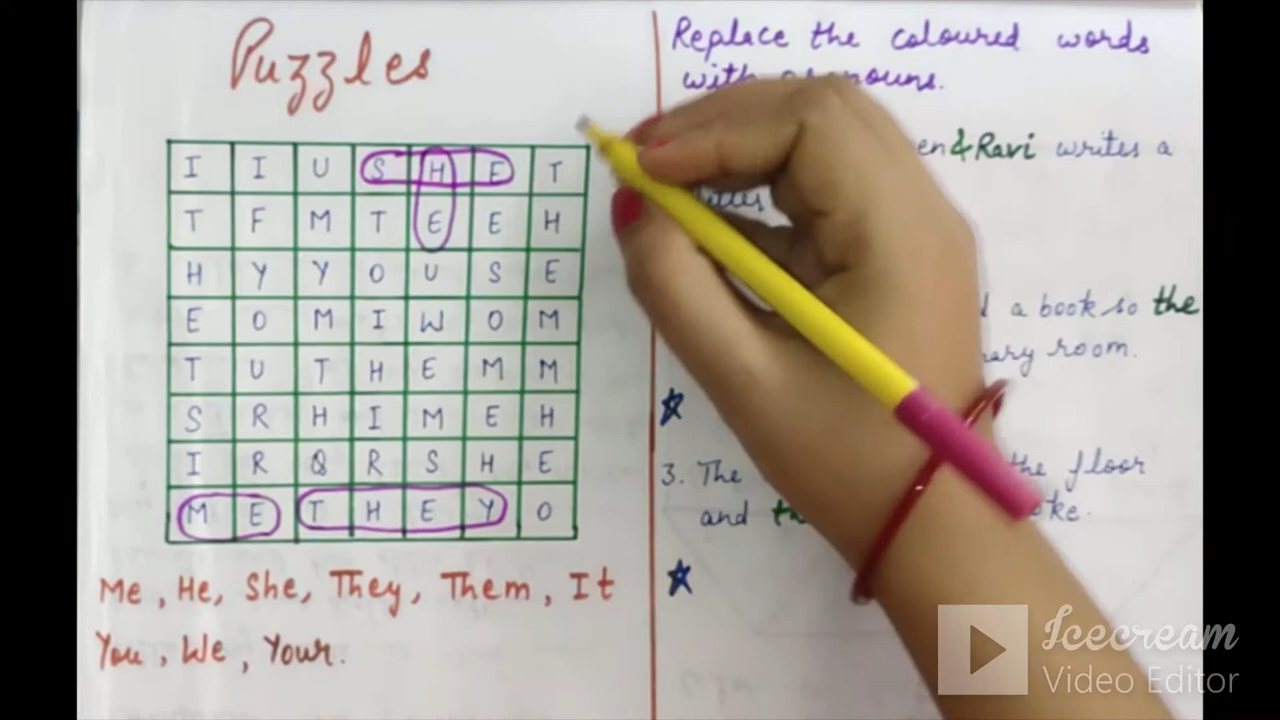 Puzzles
I I U S H E T
T F M T E E H
H Y Y O U S E
E O M I W O M
T U T H E M M
S R H I M E H
I R Q R S H E
M E T H E Y O
Me, He, She, They, Them, It
You, We, Your.
Replace the coloured words
with
&Ravi writes a
a book so the
room.
3. The the floor
and
Icecream
Video Editor